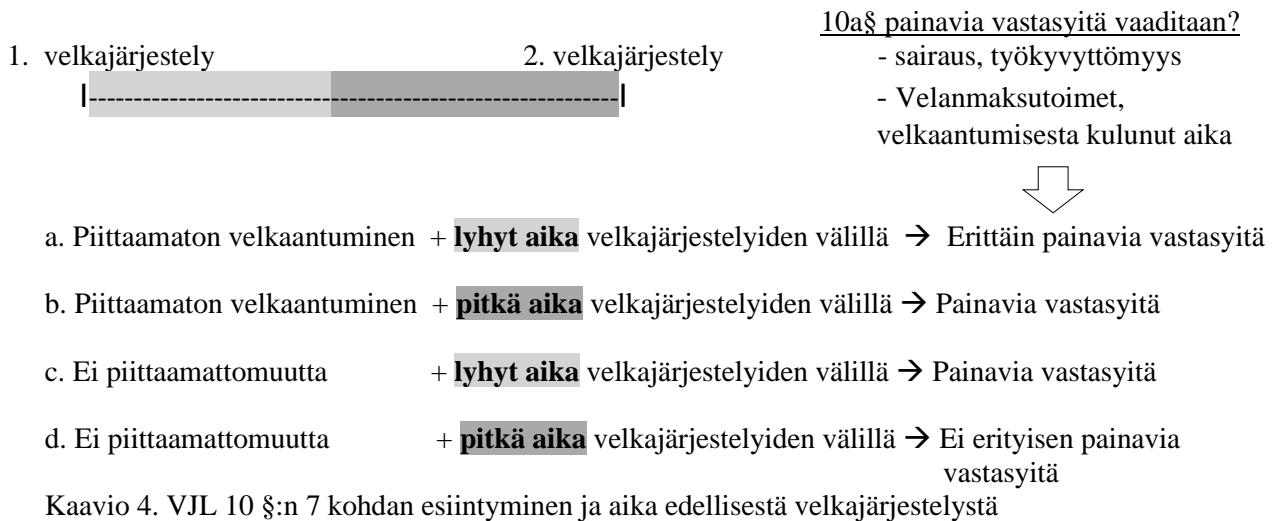 10a§ painavia vastasyitä vaaditaan?
1. velkajärjestely 2. velkajärjestely - sairaus, työkyvyttömyys
- Velanmaksutoimet,
velkaantumisesta kulunut aika
a. Piittaamaton velkaantuminen + lyhyt aika velkajärjestelyiden välillä → Erittäin painavia vastasyitä
b. Piittaamaton velkaantuminen + pitkä aika velkajärjestelyiden välillä → Painavia vastasyitä
c. Ei piittaamattomuutta + lyhyt aika velkajärjestelyiden välillä → Painavia vastasyitä
d. Ei piittaamattomuutta + pitkä aika velkajärjestelyiden välillä → Ei erityisen painavia
vastasyitä
Kaavio 4. VJL 10 §:n 7 kohdan esiintyminen ja aika edellisestä velkajärjestelystä